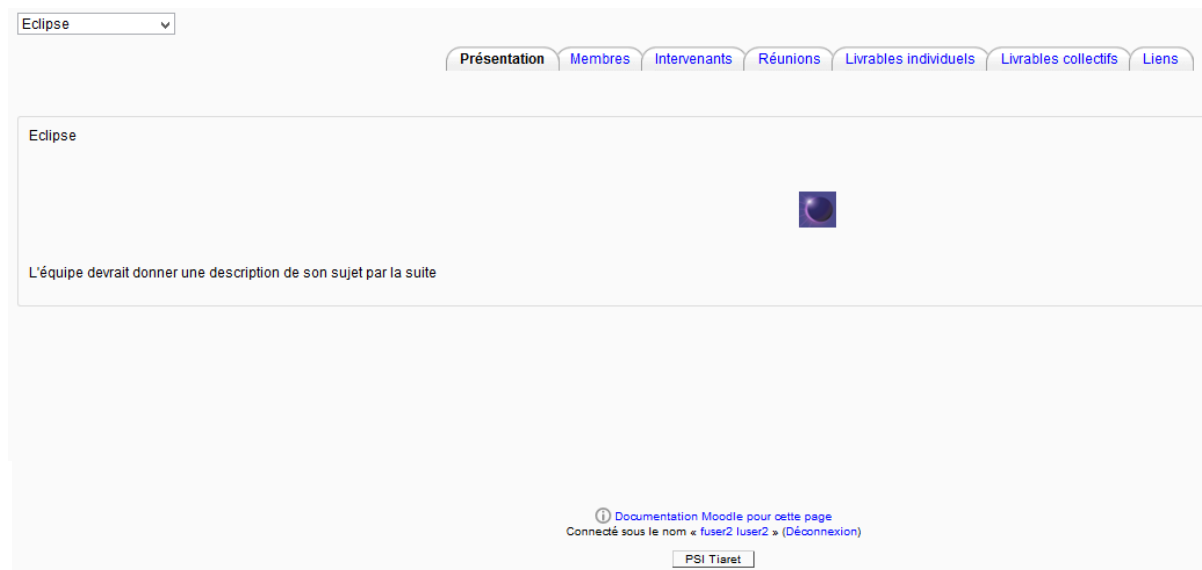 Eclipse
Présentation Membres Intervenants Réunions Livrables individuels Livrables collectifs Liens
Eclipse
L'équipe devrait donner une description de son sujet par la suite
Documentation Moodle pour cette page
Connecté sous le nom « fuser2 luser2 » (Déconnexion)
PSI Tiaret